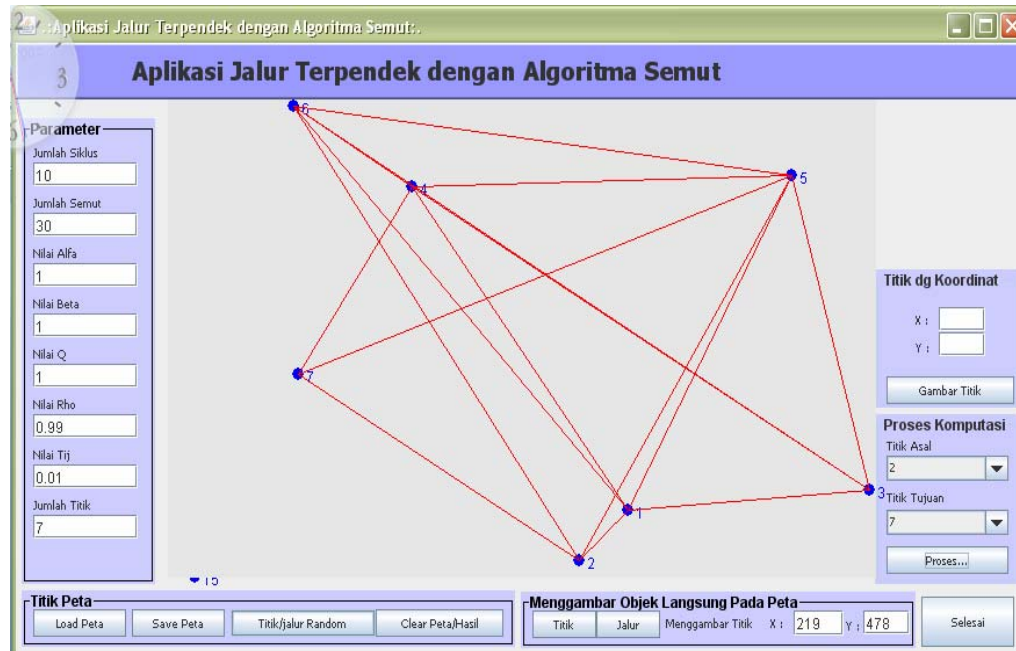 .:Aplikasi Jalur Terpendek dengan Algoritma Semut:.
Aplikasi Jalur Terpendek dengan Algoritma Semut
2
3
Parameter
Jumlah Siklus
10
Jumlah Semut
30
Nilai Alfa
1
Nilai Beta
1
Nilai Q
1
Nilai Rho
0.99
Nilai Tij
0.01
Jumlah Titik
7
6
4
5
7
3
1
2
15
Titik dg Koordinat
X :
Y :
Gambar Titik
Proses Komputasi
Titik Asal
2
Titik Tujuan
7
Proses...
Titik Peta
Load Peta Save Peta Titik/jalur Random Clear Peta/Hasil
Menggambar Objek Langsung Pada Peta
Titik Jalur Menggambar Titik X : 219 Y : 478
Selesai